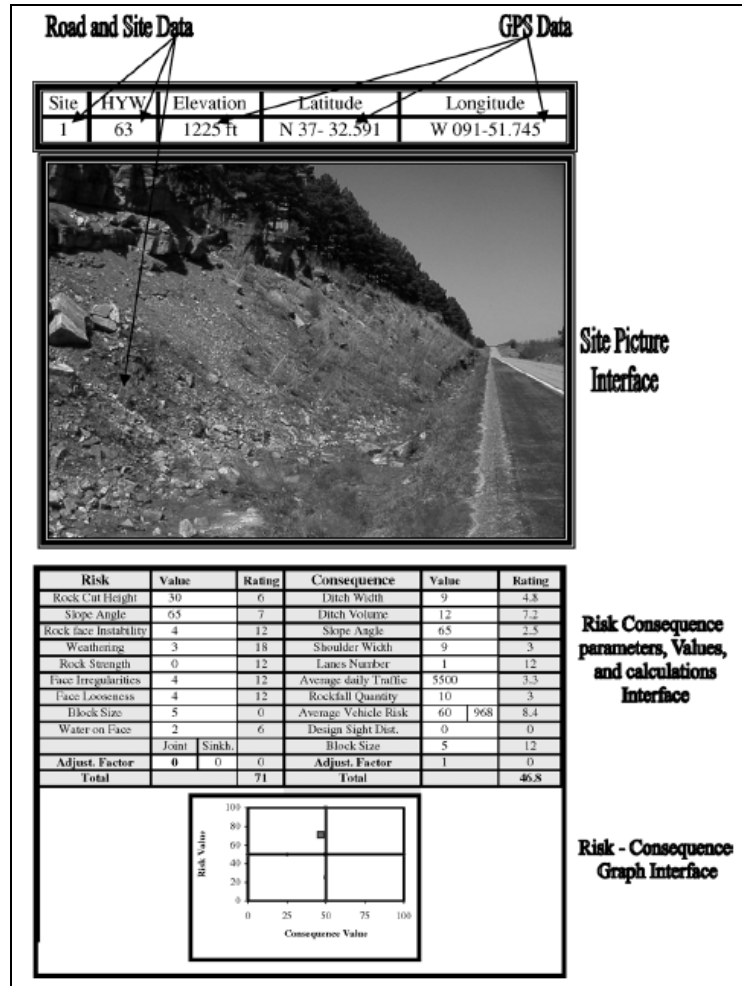 Road and Site Data GPS Data
Site HYW Elevation Latitude Longitude
1 63 1225 ft N 37- 32.591 W 091-51.745
Site Picture
Interface
Risk Value Rating Consequence Value Rating
Rock Cut Height 30 6 Ditch Width 9 4.8
Slope Angle 65 7 Ditch Volume 12 7.2
Rock face Instability 4 12 Slope Angle 65 2.5
Weathering 3 18 Shoulder Width 9 3
Rock Strength 0 12 Lanes Number 1 12
Face Irregularities 4 12 Average daily Traffic 5500 3.3
Face Looseness 4 12 Rockfall Quantity 10 3
Block Size 5 0 Average Vehicle Risk 60 968 8.4
Water on Face 2 6 Design Sight Dist. 0 0
Joint Sinkh. Block Size 5 12
Adjust. Factor 0 0 0 Adjust. Factor 1 0
Total 71 Total 46.8
Risk Consequence
parameters, Values,
and calculations
Interface
Risk Value
100
80
60
40
20
0
0 25 50 75 100
Consequence Value
Risk - Consequence
Graph Interface